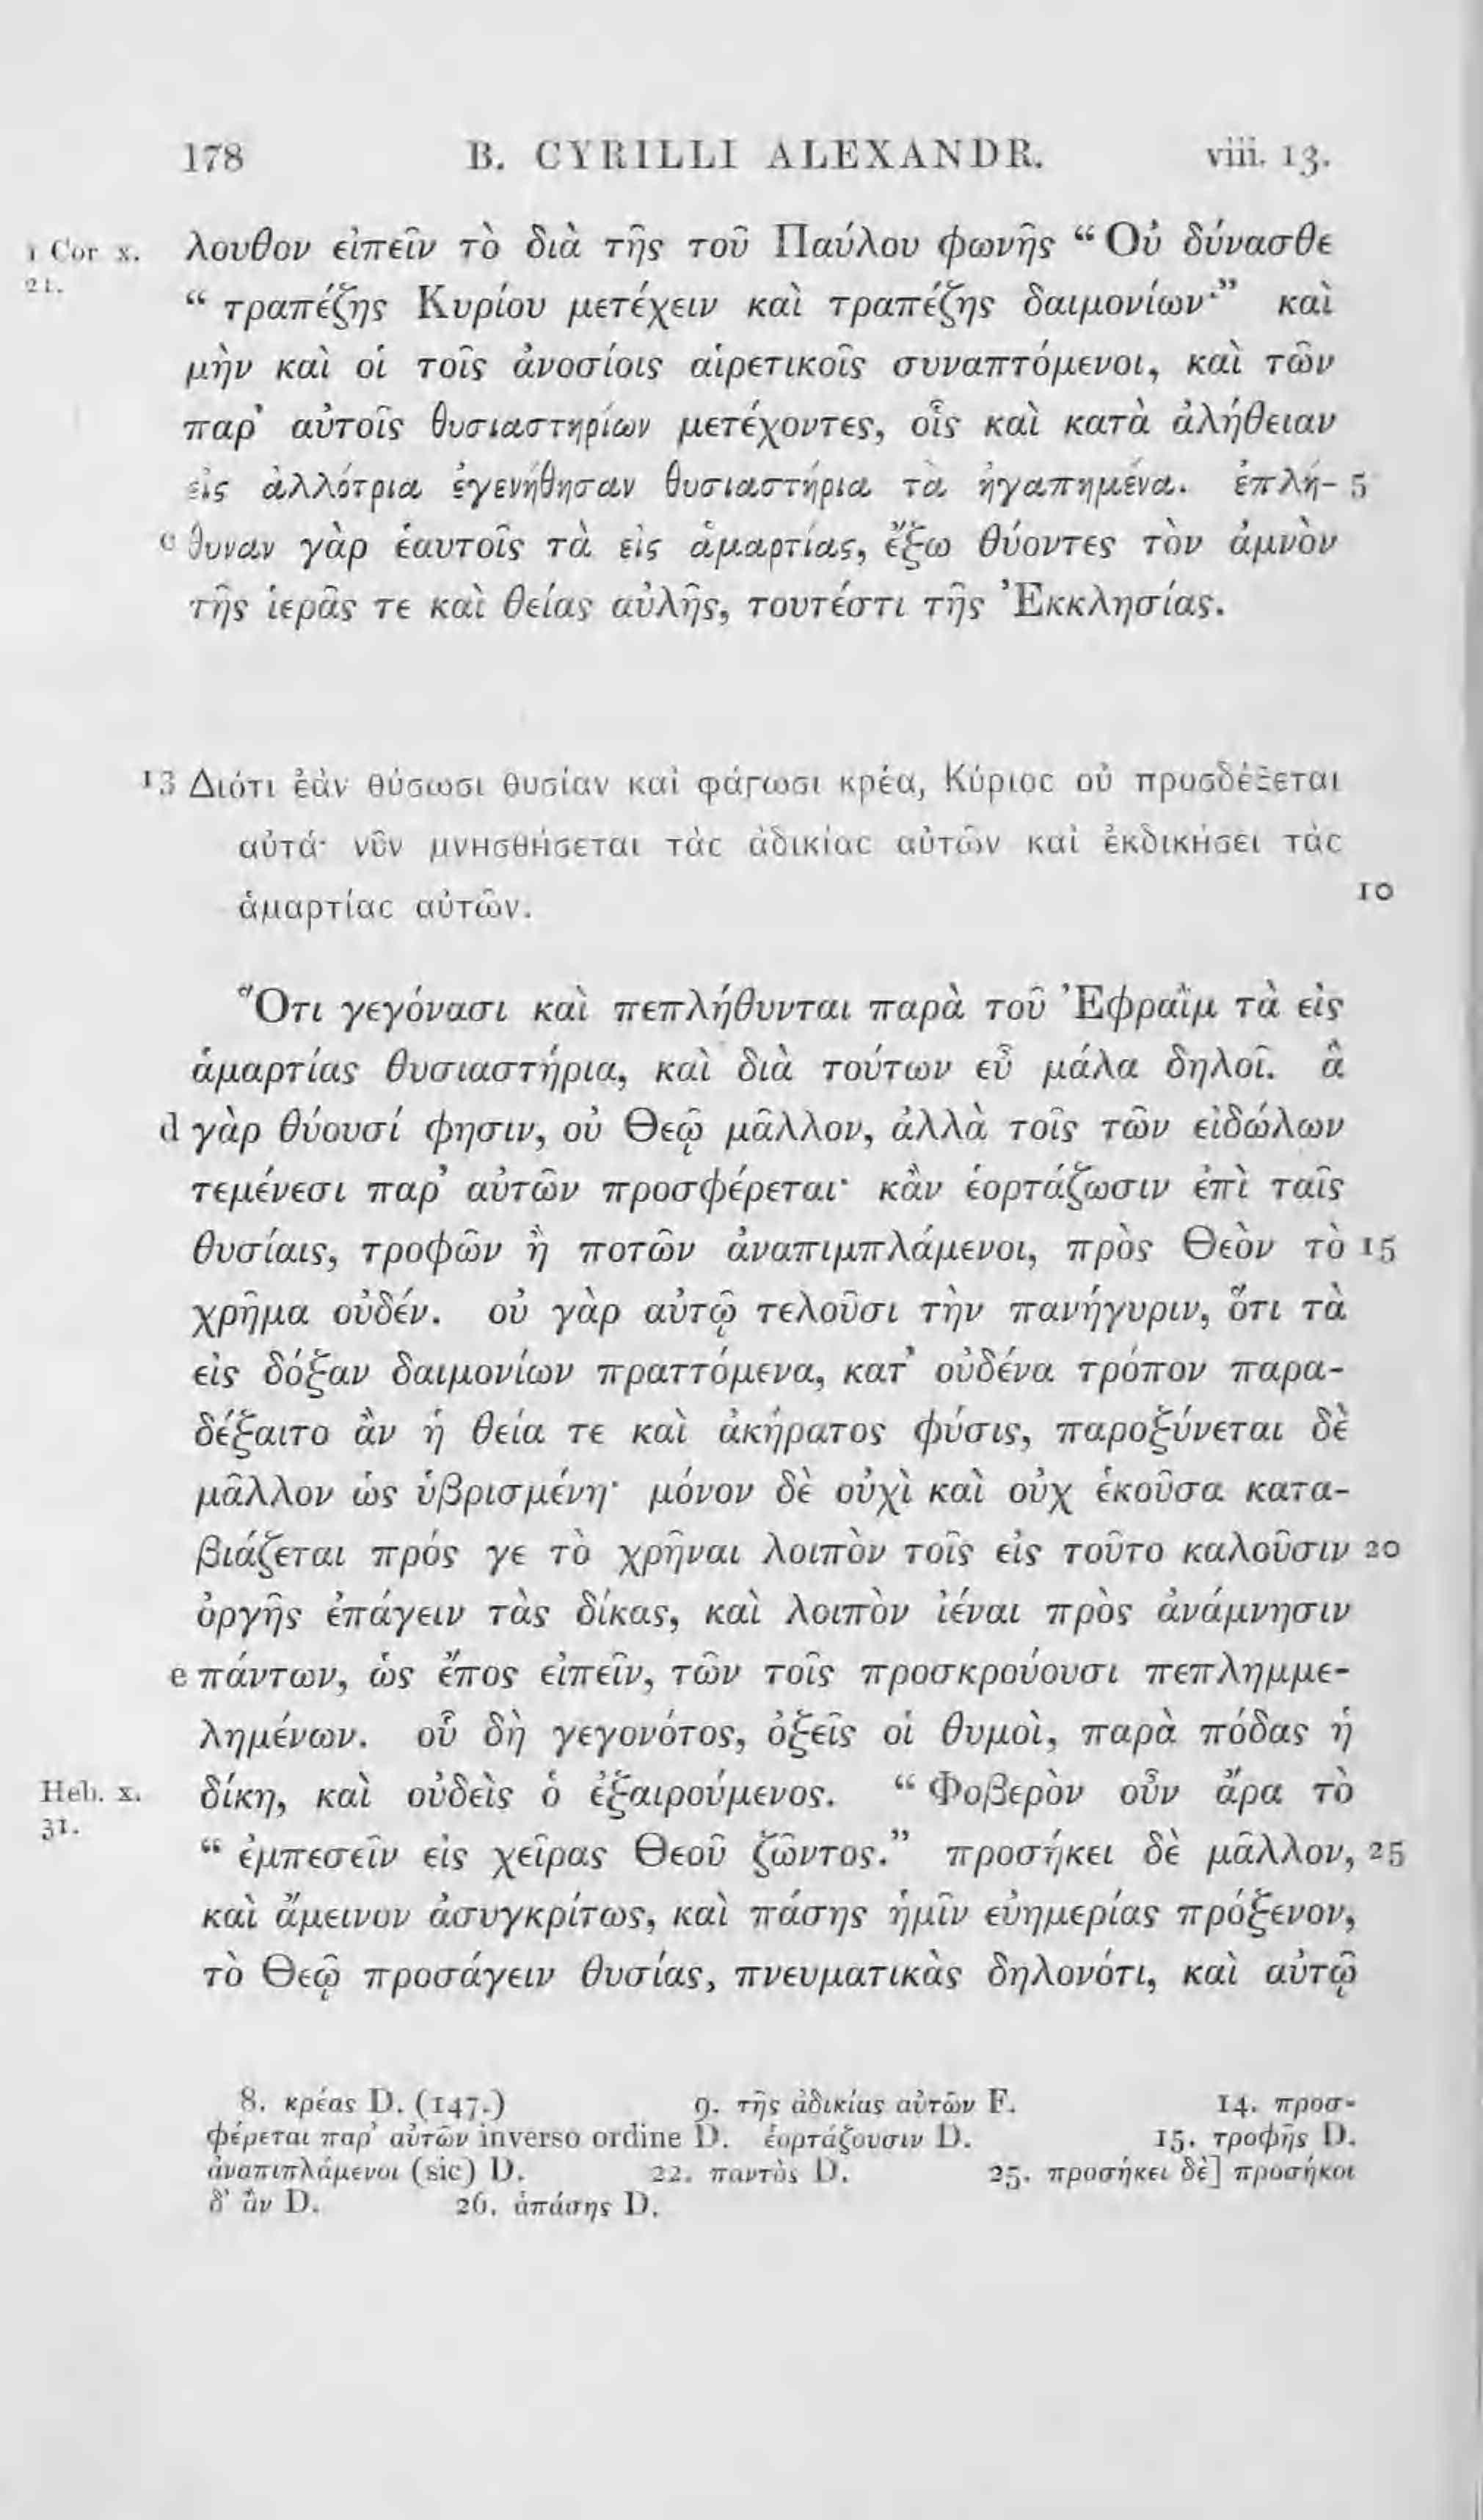 178 B. CYRILLI ALEXANDR. viii. 13.
1 Cor x. λουθον εἰπεῖν τὸ διὰ τῆς τοῦ Παύλου φωνῆς “ Οὐ δύνασθε
21. “ τραπέζης Κυρίου μετέχειν καὶ τραπέζης δαιμονίων·” καὶ
μὴν καὶ οἱ τοῖς ἀνοσίοις αἱρετικοῖς συναπτόμενοι, καὶ τῶν
παρ’ αὐτοῖς θυσιαστηρίων μετέχοντες, οἷς καὶ κατὰ ἀλήθειαν
εἰς ἀλλότρια ἐγενήθησαν θυσιαστήρια τὰ ἠγαπημένα. ἐπλή- 5
c θυναν γὰρ ἑαυτοῖς τὰ εἰς ἁμαρτίας, ἔξω θύοντες τὸν ἀμνὸν
τῆς ἱερᾶς τε καὶ θείας αὐλῆς, τουτέστι τῆς Ἐκκλησίας.
13 Διότι ἐὰν θύσωσι θυσίαν καὶ φάγωσι κρέα, Κύριος οὐ προσδέξεται
αὐτά· νῦν μνησθήσεται τὰς ἀδικίας αὐτῶν καὶ ἐκδικήσει τὰς
ἁμαρτίας αὐτῶν. 10
Ὅτι γεγόνασι καὶ πεπλήθυνται παρὰ τοῦ Ἐφραῒμ τὰ εἰς
ἁμαρτίας θυσιαστήρια, καὶ διὰ τούτων εὖ μάλα δηλοῖ. ἃ
d γὰρ θύουσί φησιν, οὐ Θεῷ μᾶλλον, ἀλλὰ τοῖς τῶν εἰδώλων
τεμένεσι παρ’ αὐτῶν προσφέρεται· κἂν ἑορτάζωσιν ἐπὶ ταῖς
θυσίαις, τροφῶν ἢ ποτῶν ἀναπιμπλάμενοι, πρὸς Θεὸν τὸ 15
χρῆμα οὐδέν. οὐ γὰρ αὐτῷ τελοῦσι τὴν πανήγυριν, ὅτι τὰ
εἰς δόξαν δαιμονίων πραττόμενα, κατ’ οὐδένα τρόπον παρα-
δέξαιτο ἂν ἡ θεία τε καὶ ἀκήρατος φύσις, παροξύνεται δὲ
μᾶλλον ὡς ὑβρισμένη· μόνον δὲ οὐχὶ καὶ οὐχ ἑκοῦσα κατα-
βιάζεται πρός γε τὸ χρῆναι λοιπὸν τοῖς εἰς τοῦτο καλοῦσιν 20
ὀργῆς ἐπάγειν τὰς δίκας, καὶ λοιπὸν ἰέναι πρὸς ἀνάμνησιν
e πάντων, ὡς ἔπος εἰπεῖν, τῶν τοῖς προσκρούουσι πεπλημμε-
λημένων. οὗ δὴ γεγονότος, ὀξεῖς οἱ θυμοὶ, παρὰ πόδας ἡ
Heb. x. δίκη, καὶ οὐδεὶς ὁ ἐξαιρούμενος. “ Φοβερὸν οὖν ἄρα τὸ
31. “ ἐμπεσεῖν εἰς χεῖρας Θεοῦ ζῶντος.” προσήκει δὲ μᾶλλον, 25
καὶ ἄμεινον ἀσυγκρίτως, καὶ πάσης ἡμῖν εὐημερίας πρόξενον,
τὸ Θεῷ προσάγειν θυσίας, πνευματικὰς δηλονότι, καὶ αὐτῷ
8. κρέας D. (147.) 9. τῆς ἀδικίας αὐτῶν F. 14. προσ-
φέρεται παρ’ αὐτῶν inverso ordine D. ἑορτάζουσιν D. 15. τροφῆς D.
ἀναπιπλάμενοι (sic) D. 22. παντὸς D. 25. προσήκει δὲ] προσήκοι
δ’ ἂν D. 26. ἁπάσης D.